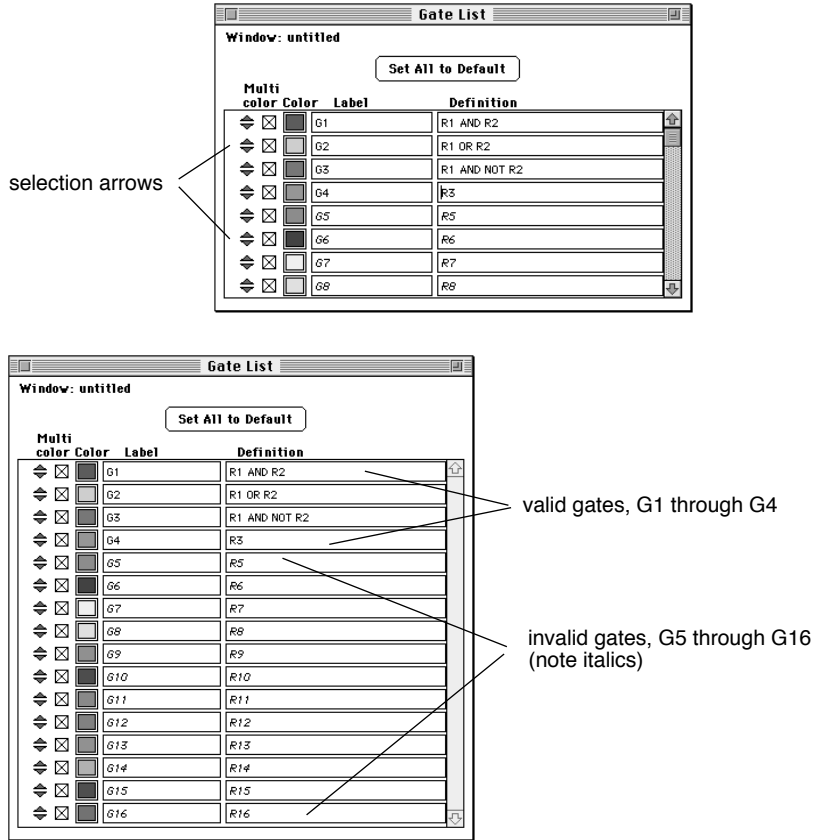 Gate List
Window: untitled
Set All to Default
Multi
color Color Label Definition
G1 R1 AND R2
G2 R1 OR R2
G3 R1 AND NOT R2
G4 R3
G5 R5
G6 R6
G7 R7
G8 R8
selection arrows
Gate List
Window: untitled
Set All to Default
Multi
color Color Label Definition
G1 R1 AND R2
G2 R1 OR R2
G3 R1 AND NOT R2
G4 R3
G5 R5
G6 R6
G7 R7
G8 R8
G9 R9
G10 R10
G11 R11
G12 R12
G13 R13
G14 R14
G15 R15
G16 R16
valid gates, G1 through G4
invalid gates, G5 through G16
(note italics)